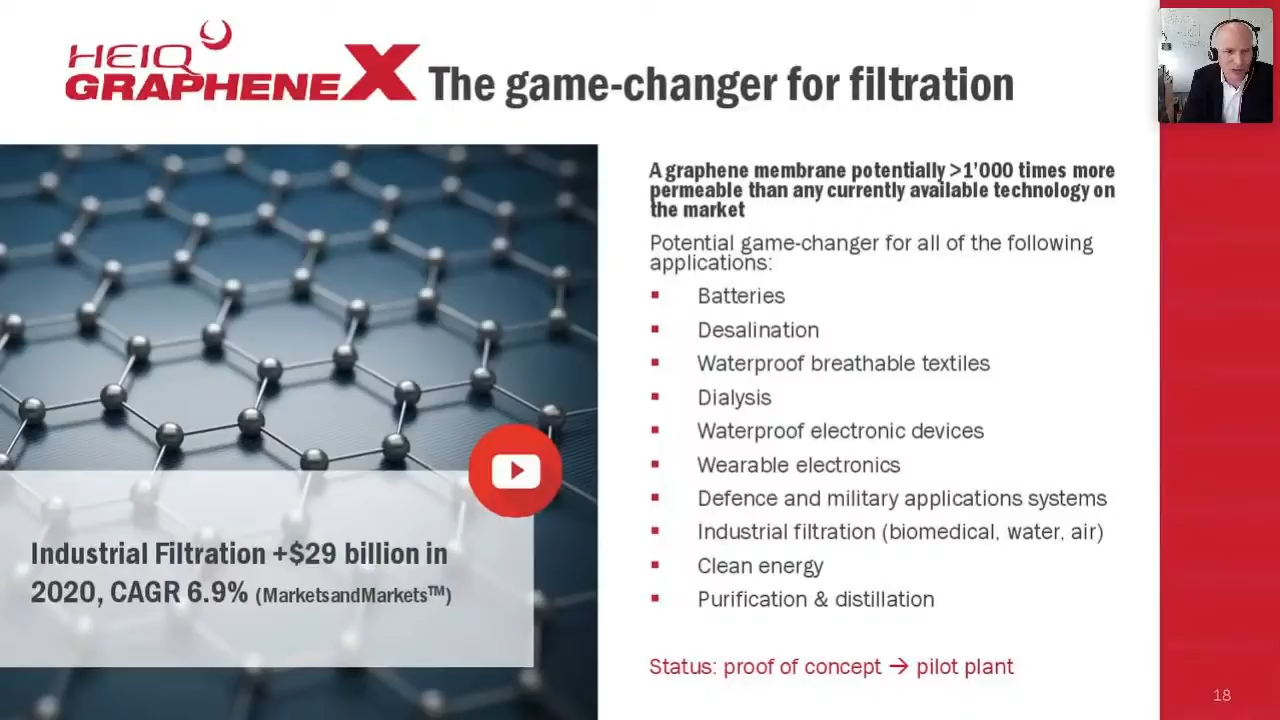 HEIQ
GRAPHENEX The game-changer for filtration
A graphene membrane potentially >1'000 times more
permeable than any currently available technology on
the market
Potential game-changer for all of the following
applications:
▪ Batteries
▪ Desalination
▪ Waterproof breathable textiles
▪ Dialysis
▪ Waterproof electronic devices
▪ Wearable electronics
▪ Defence and military applications systems
▪ Industrial filtration (biomedical, water, air)
▪ Clean energy
▪ Purification & distillation
Status: proof of concept → pilot plant
Industrial Filtration +$29 billion in
2020, CAGR 6.9% (MarketsandMarkets™)
18